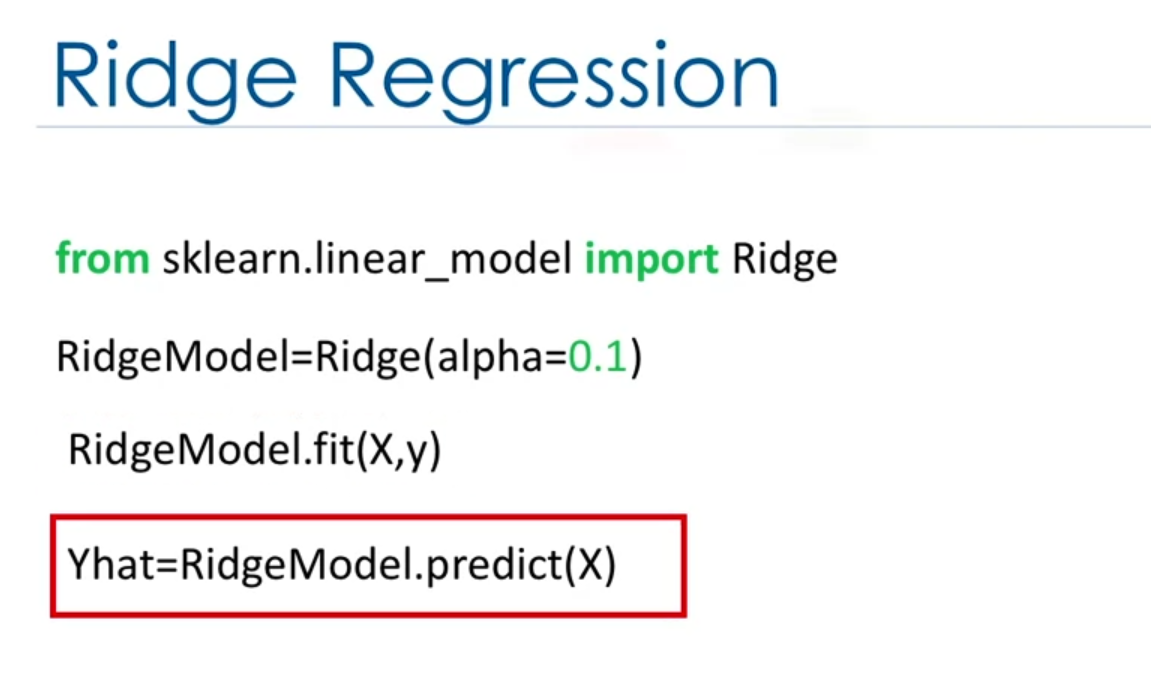 Ridge Regression
from sklearn.linear_model import Ridge
RidgeModel=Ridge(alpha=0.1)
RidgeModel.fit(X,y)
Yhat=RidgeModel.predict(X)